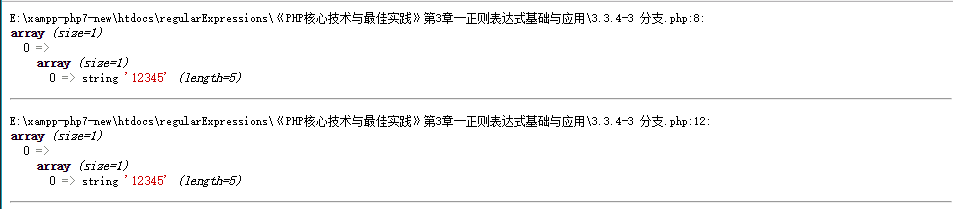 E:\xampp-php7-new\htdocs\regularExpressions\《PHP核心技术与最佳实践》第3章—正则表达式基础与应用\3.3.4-3 分支.php:8:
array (size=1)
0 =>
array (size=1)
0 => string '12345' (length=5)
E:\xampp-php7-new\htdocs\regularExpressions\《PHP核心技术与最佳实践》第3章—正则表达式基础与应用\3.3.4-3 分支.php:12:
array (size=1)
0 =>
array (size=1)
0 => string '12345' (length=5)